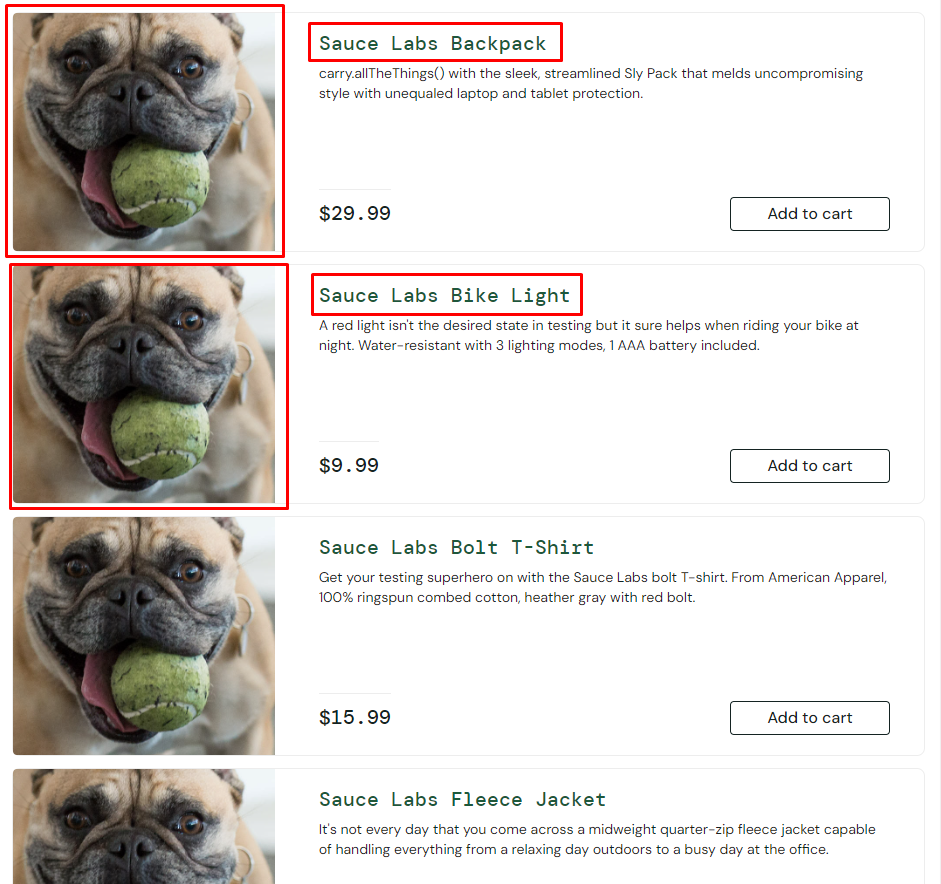 Sauce Labs Backpack
carry.allTheThings() with the sleek, streamlined Sly Pack that melds uncompromising
style with unequaled laptop and tablet protection.
$29.99
Add to cart
Sauce Labs Bike Light
A red light isn't the desired state in testing but it sure helps when riding your bike at
night. Water-resistant with 3 lighting modes, 1 AAA battery included.
$9.99
Add to cart
Sauce Labs Bolt T-Shirt
Get your testing superhero on with the Sauce Labs bolt T-shirt. From American Apparel,
100% ringspun combed cotton, heather gray with red bolt.
$15.99
Add to cart
Sauce Labs Fleece Jacket
It's not every day that you come across a midweight quarter-zip fleece jacket capable
of handling everything from a relaxing day outdoors to a busy day at the office.